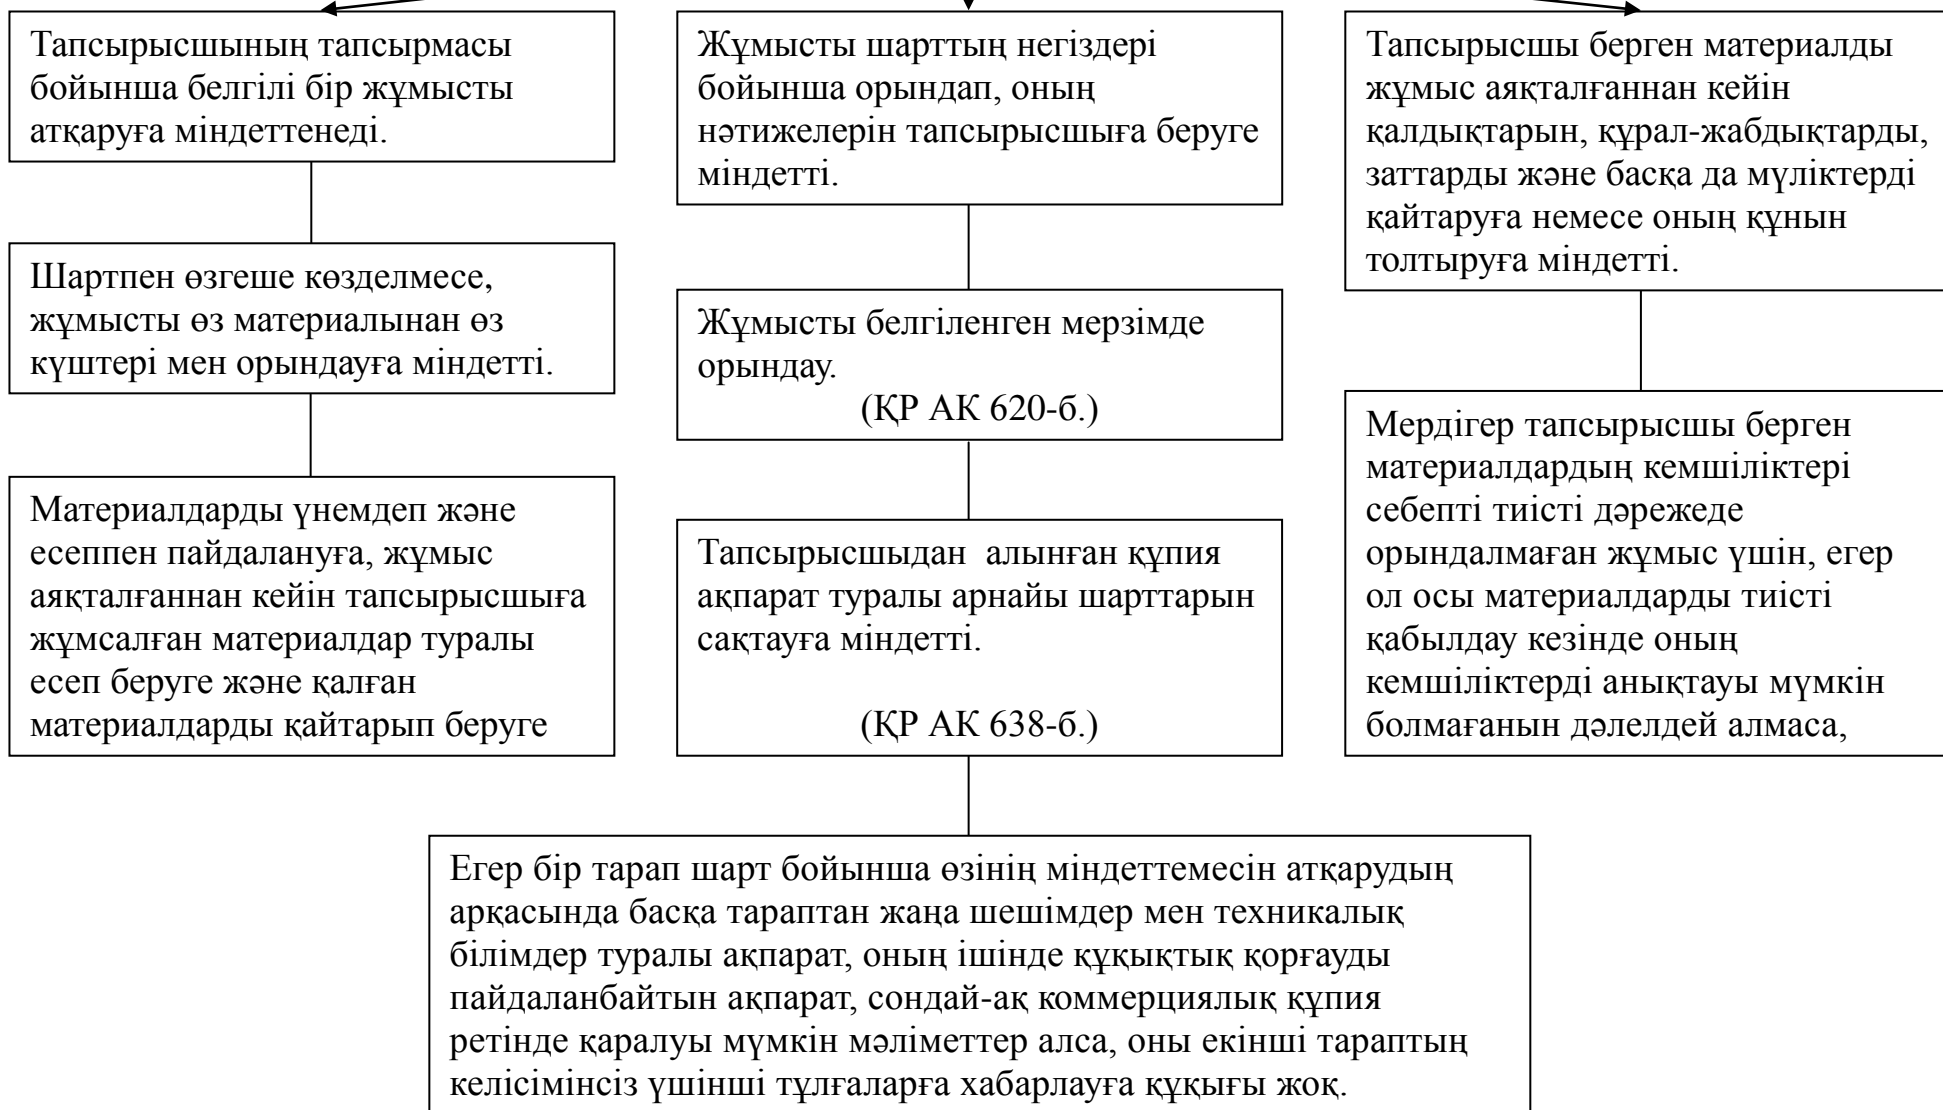 Тапсырысшының тапсырмасы
бойынша белгілі бір жұмысты
атқаруға міндеттенеді.
Шартпен өзгеше көзделмесе,
жұмысты өз материалынан өз
күштері мен орындауға міндетті.
Материалдарды үнемдеп және
есеппен пайдалануға, жұмыс
аяқталғаннан кейін тапсырысшыға
жұмсалған материалдар туралы
есеп беруге және қалған
материалдарды қайтарып беруге
Жұмысты шарттың негіздері
бойынша орындап, оның
нәтижелерін тапсырысшыға беруге
міндетті.
Жұмысты белгіленген мерзімде
орындау.
(ҚР АК 620-б.)
Тапсырысшыдан  алынған құпия
ақпарат туралы арнайы шарттарын
сақтауға міндетті.
(ҚР АК 638-б.)
Тапсырысшы берген материалды
жұмыс аяқталғаннан кейін
қалдықтарын, құрал-жабдықтарды,
заттарды және басқа да мүліктерді
қайтаруға немесе оның құнын
толтыруға міндетті.
Мердігер тапсырысшы берген
материалдардың кемшіліктері
себепті тиісті дәрежеде
орындалмаған жұмыс үшін, егер
ол осы материалдарды тиісті
қабылдау кезінде оның
кемшіліктерді анықтауы мүмкін
болмағанын дәлелдей алмаса,
Егер бір тарап шарт бойынша өзінің міндеттемесін атқарудың
арқасында басқа тараптан жаңа шешімдер мен техникалық
білімдер туралы ақпарат, оның ішінде құқықтық қорғауды
пайдаланбайтын ақпарат, сондай-ақ коммерциялық құпия
ретінде қаралуы мүмкін мәліметтер алса, оны екінші тараптың
келісімінсіз үшінші тұлғаларға хабарлауға құқығы жоқ.